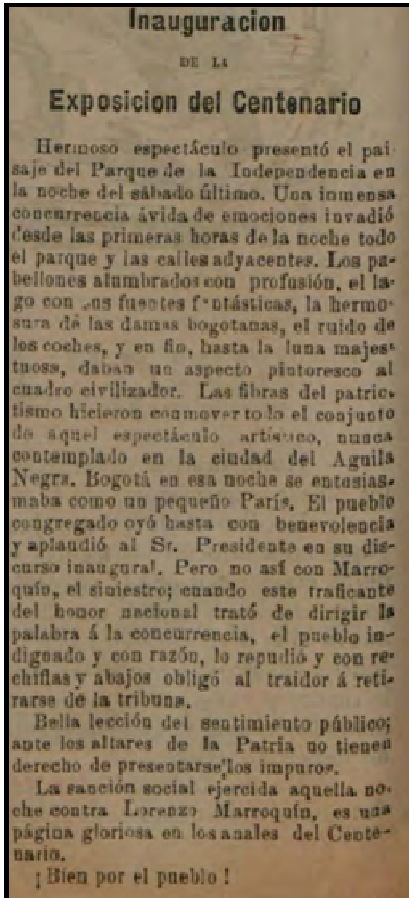 Inauguracion
DE LA
Exposicion del Centenario
Hermoso espectáculo presentó el pai
saje del Parque de la Independencia en
la noche del sábado último. Una inmensa
concurrencia ávida de emociones invadió
desde las primeras horas de la noche todo
el parque y las calles adyacentes. Los pa-
bellones alumbrados con profusión, el la-
go con sus fuentes fantásticas, la hermo-
sura de las damas bogotanas, el ruido de
los coches, y en fin, hasta la luna majes-
tuosa, daban un aspecto pintoresco al
cuadro civilizador. Las fibras del patrio-
tismo hicieron conmover todo el conjunto
de aquel espectáculo artístico, nunca
contemplado en la ciudad del Aguila
Negra. Bogotá en esa noche se entusias-
maba como un pequeño París. El pueblo
congregado oyó hasta con benevolencia
y aplaudió al Sr. Presidente en su dis-
curso inaugural. Pero no así con Marro-
quín, el siniestro; cuando este traficante
del honor nacional trató de dirigir la
palabra á la concurrencia, el pueblo in-
dignado y con razón, lo repudió y con re-
chiflas y abajos obligó al traidor á reti-
rarse de la tribuna.
Bella lección del sentimiento público;
ante los altares de la Patria no tienen
derecho de presentarse los impuros.
La sanción social ejercida aquella no-
che contra Lorenzo Marroquín, es una
página gloriosa en los anales del Cente-
nario.
¡Bien por el pueblo!